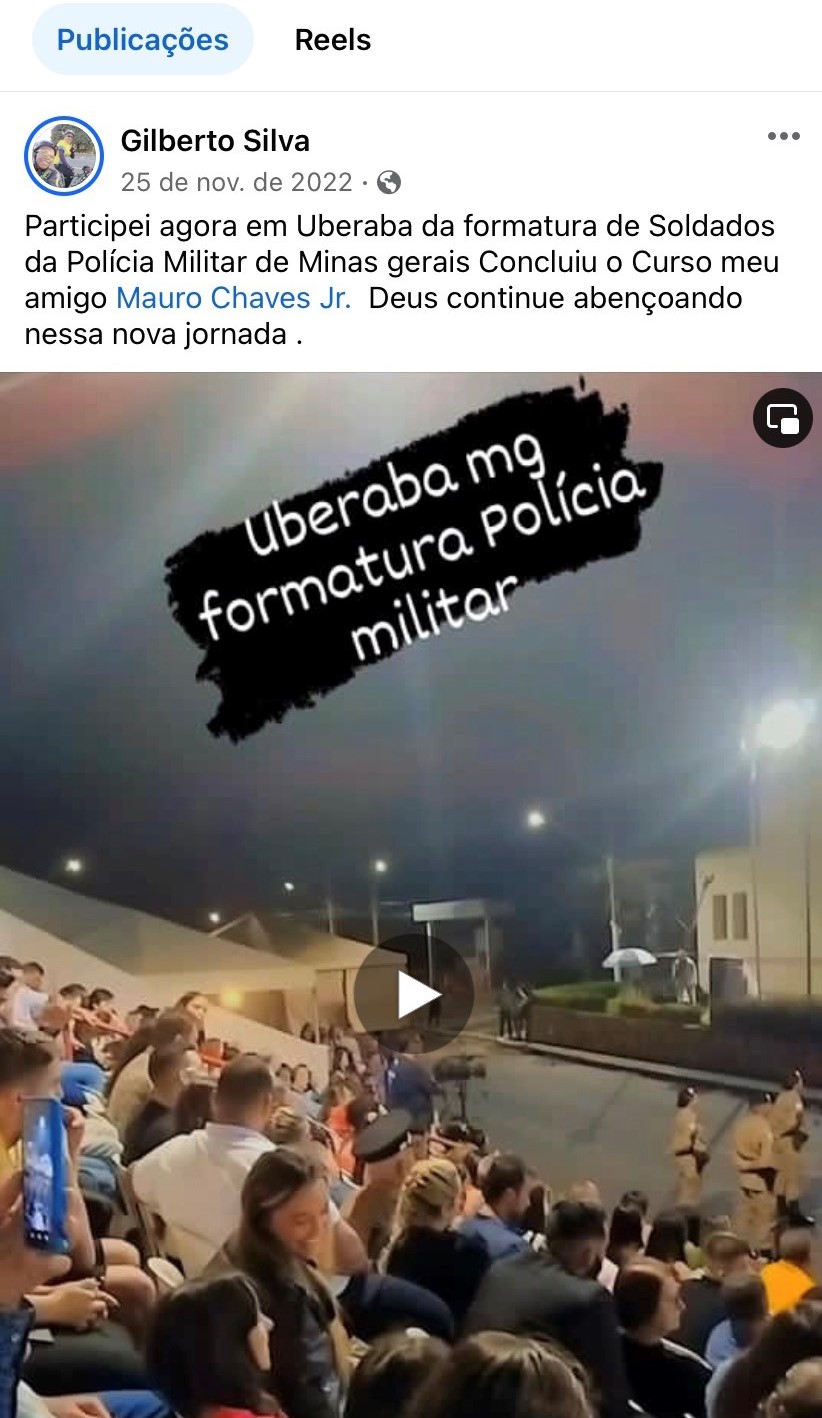 Publicações Reels
Gilberto Silva
25 de nov. de 2022 ·
Participei agora em Uberaba da formatura de Soldados
da Polícia Militar de Minas gerais Concluiu o Curso meu
amigo Mauro Chaves Jr. Deus continue abençoando
nessa nova jornada .
Uberaba mg
formatura Polícia
militar